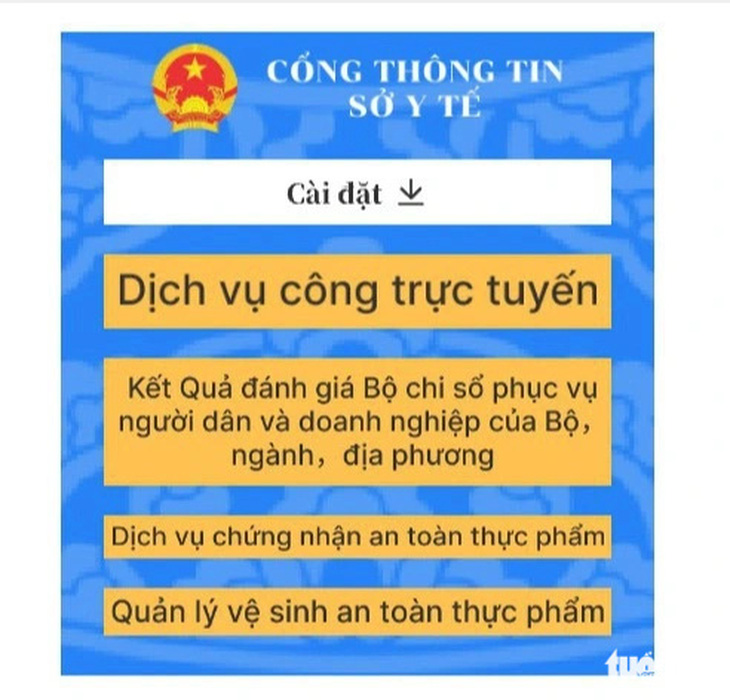 CỔNG THÔNG TIN
SỞ Y TẾ
Cài đặt
Dịch vụ công trực tuyến
Kết Quả đánh giá Bộ chi sổ phục vụ
người dân và doanh nghiệp của Bộ,
ngành, địa phương
Dịch vụ chứng nhận an toàn thực phẩm
Quản lý vệ sinh an toàn thực phẩm